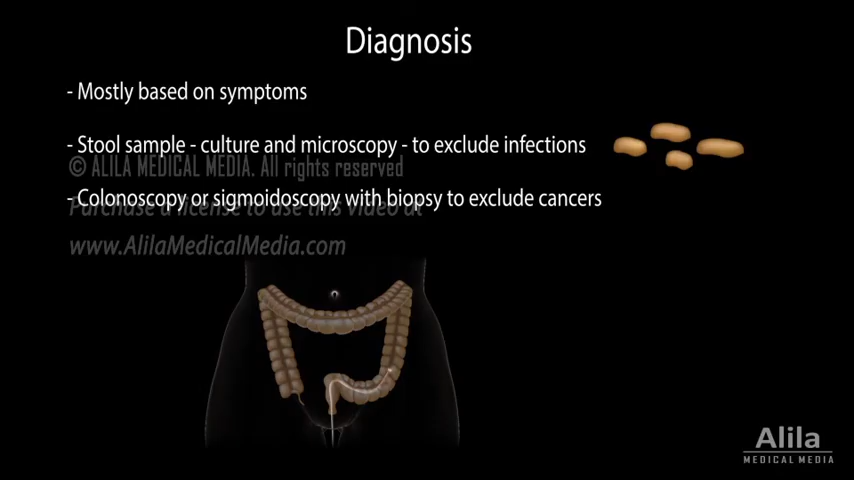 Diagnosis
- Mostly based on symptoms
- Stool sample - culture and microscopy - to exclude infections
© ALILA MEDICAL MEDIA. All rights reserved
- Colonoscopy or sigmoidoscopy with biopsy to exclude cancers
Purchase a license to use this video at
www.AlilaMedicalMedia.com
Alila
MEDICAL MEDIA